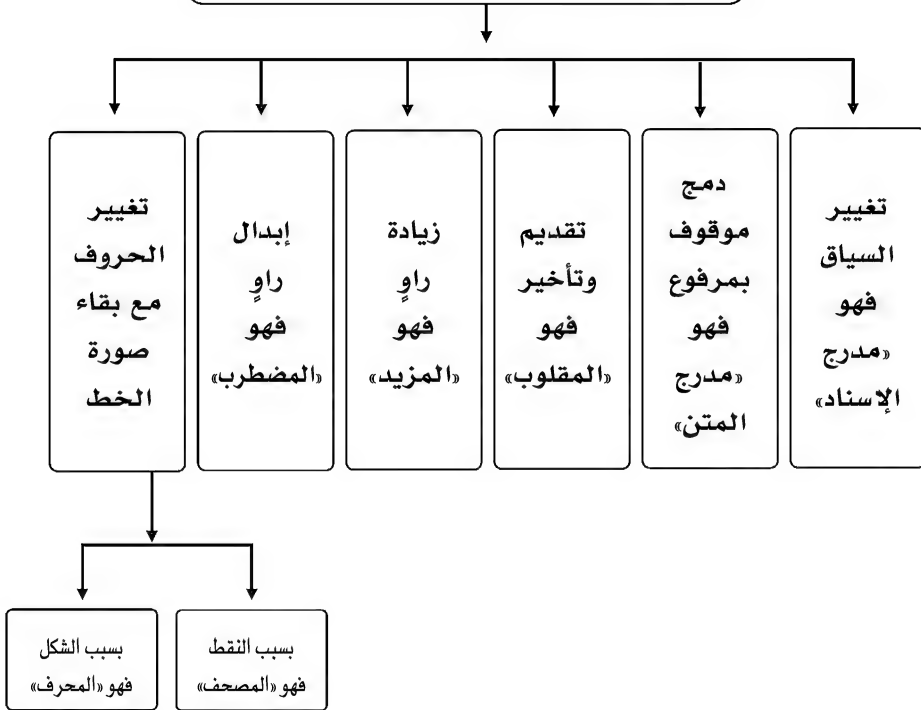 تغيير
السياق
فهو
«مدرج
الإسناد»
دمج
موقوف
بمرفوع
فهو
«مدرج
المتن»
تقديم
وتأخير
فهو
«المقلوب»
زيادة
راوٍ
فهو
«المزيد»
إبدال
راوٍ
فهو
«المضطرب»
تغيير
الحروف
مع بقاء
صورة
الخط
بسبب النقط
فهو «المصحف»
بسبب الشكل
فهو «المحرف»